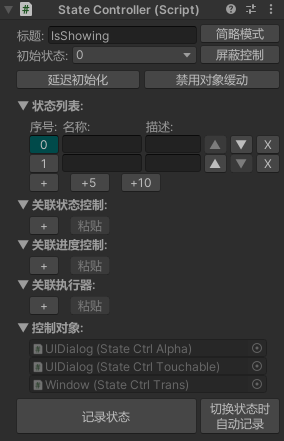 State Controller (Script)
标题: IsShowing 简略模式
初始状态: 0 屏蔽控制
延迟初始化 禁用对象缓动
状态列表:
序号: 名称: 描述:
0 X
1 X
+ +5 +10
关联状态控制:
+ 粘贴
关联进度控制:
+ 粘贴
关联执行器:
+ 粘贴
控制对象:
UIDialog (State Ctrl Alpha)
UIDialog (State Ctrl Touchable)
Window (State Ctrl Trans)
记录状态 切换状态时
自动记录